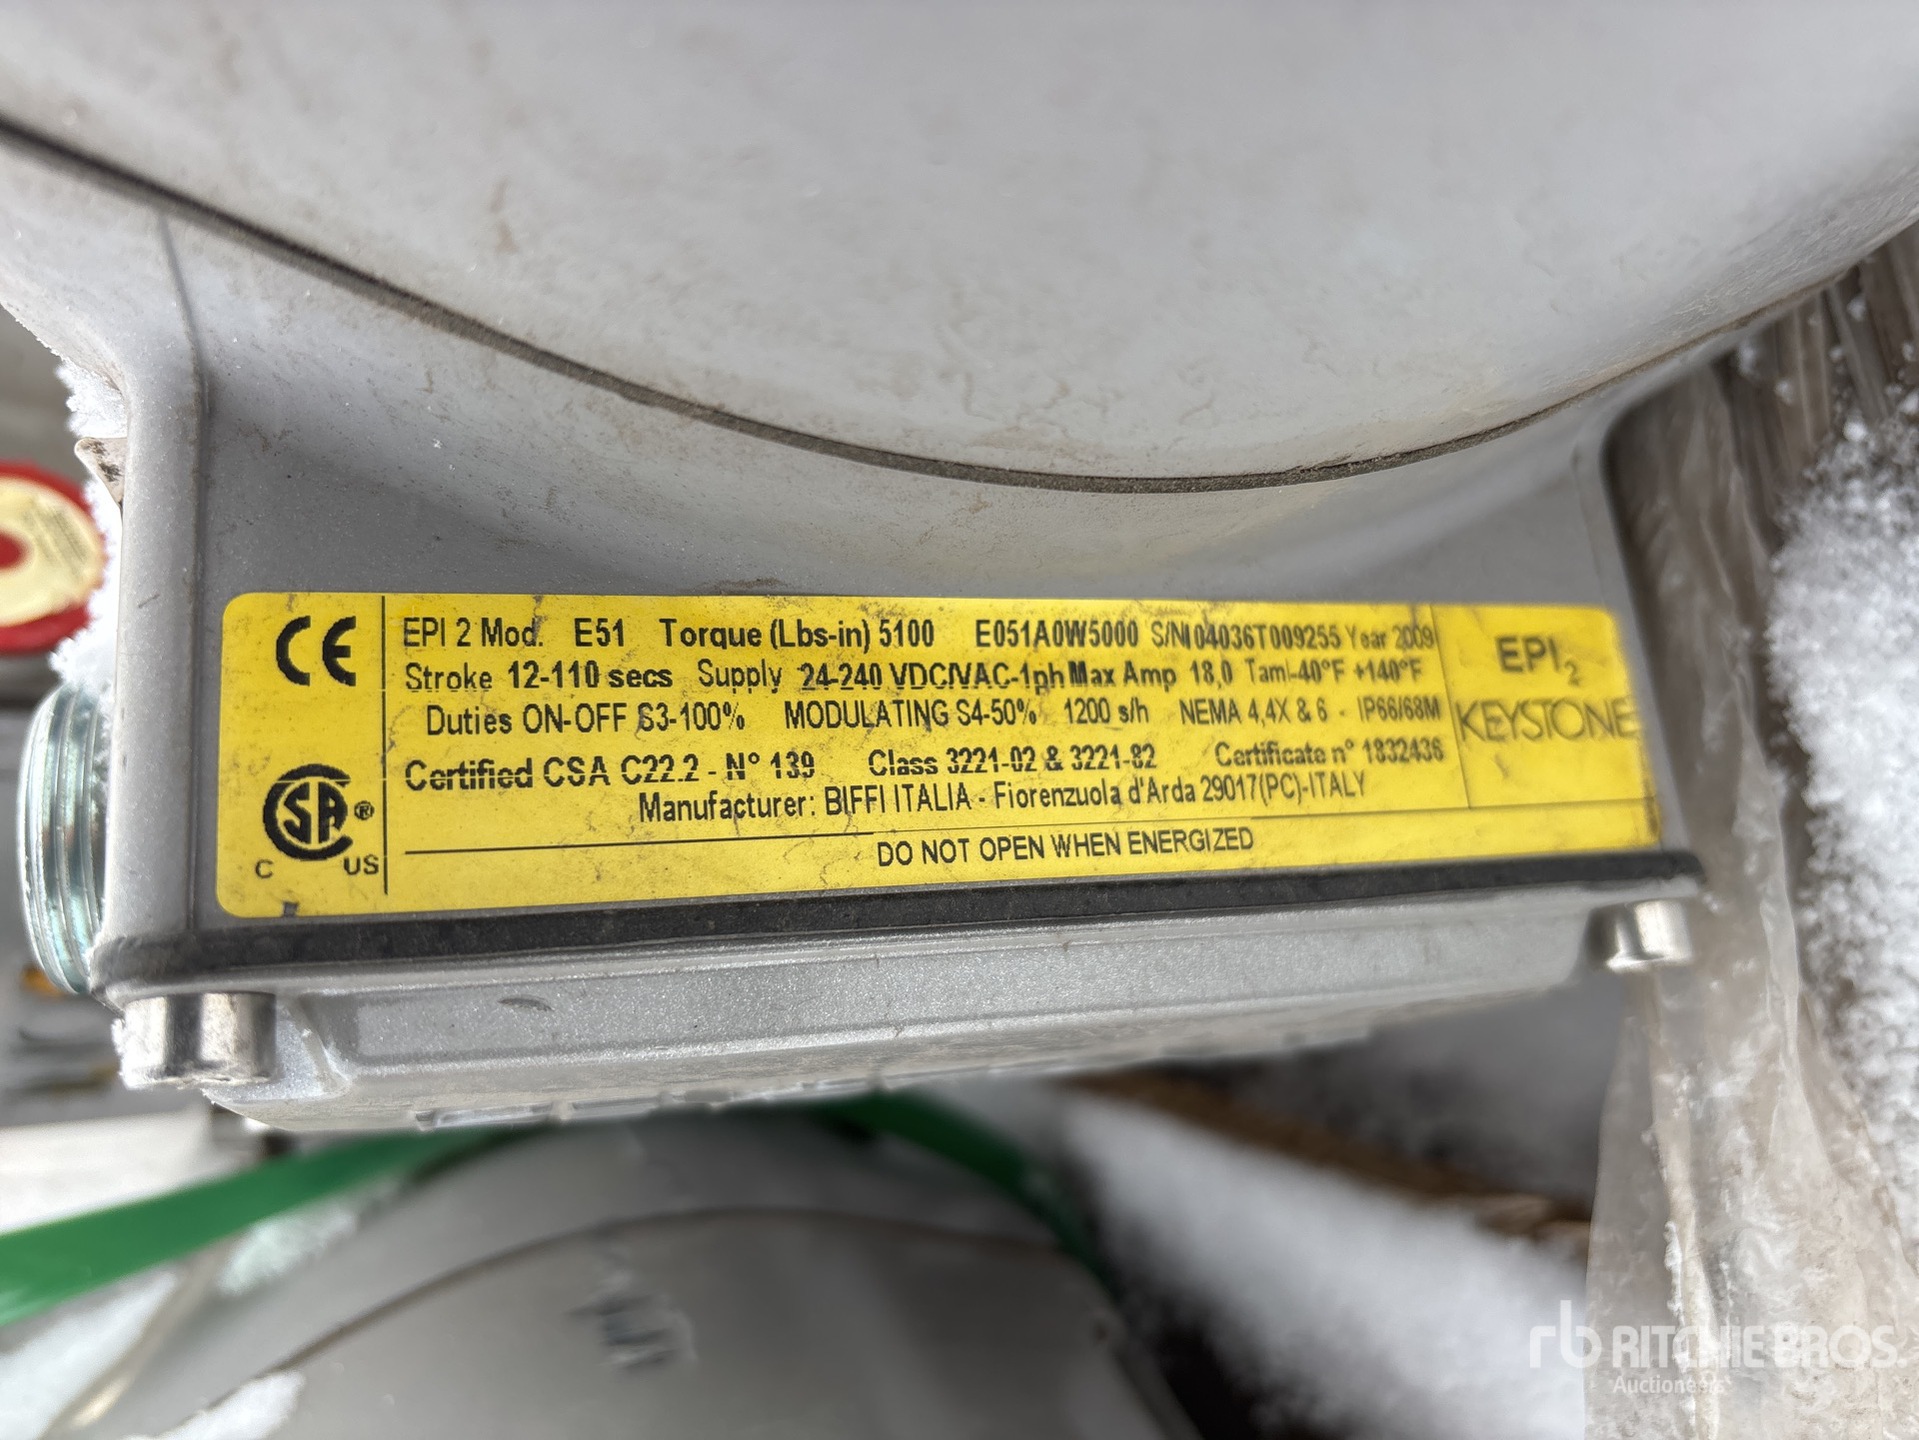 CE
EPI 2 Mod. E51 Torque (Lbs-in) 5100 E051A0W5000 S/N 04036T009255 Year 2009
Stroke 12-110 secs Supply 24-240 VDC/VAC-1ph Max Amp 18,0 Tam -40°F +140°F
Duties ON-OFF S3-100% MODULATING S4-50% 1200 s/h NEMA 4,4X & 6 - IP66/68M
Certified CSA C22.2 - N° 139 Class 3221-02 & 3221-82 Certificate n° 1832436
Manufacturer: BIFFI ITALIA - Fiorenzuola d'Arda 29017(PC)-ITALY
DO NOT OPEN WHEN ENERGIZED
EPI2
KEYSTONE
CSA ®
C US
rb RITCHIE BROS.
Auctioneers